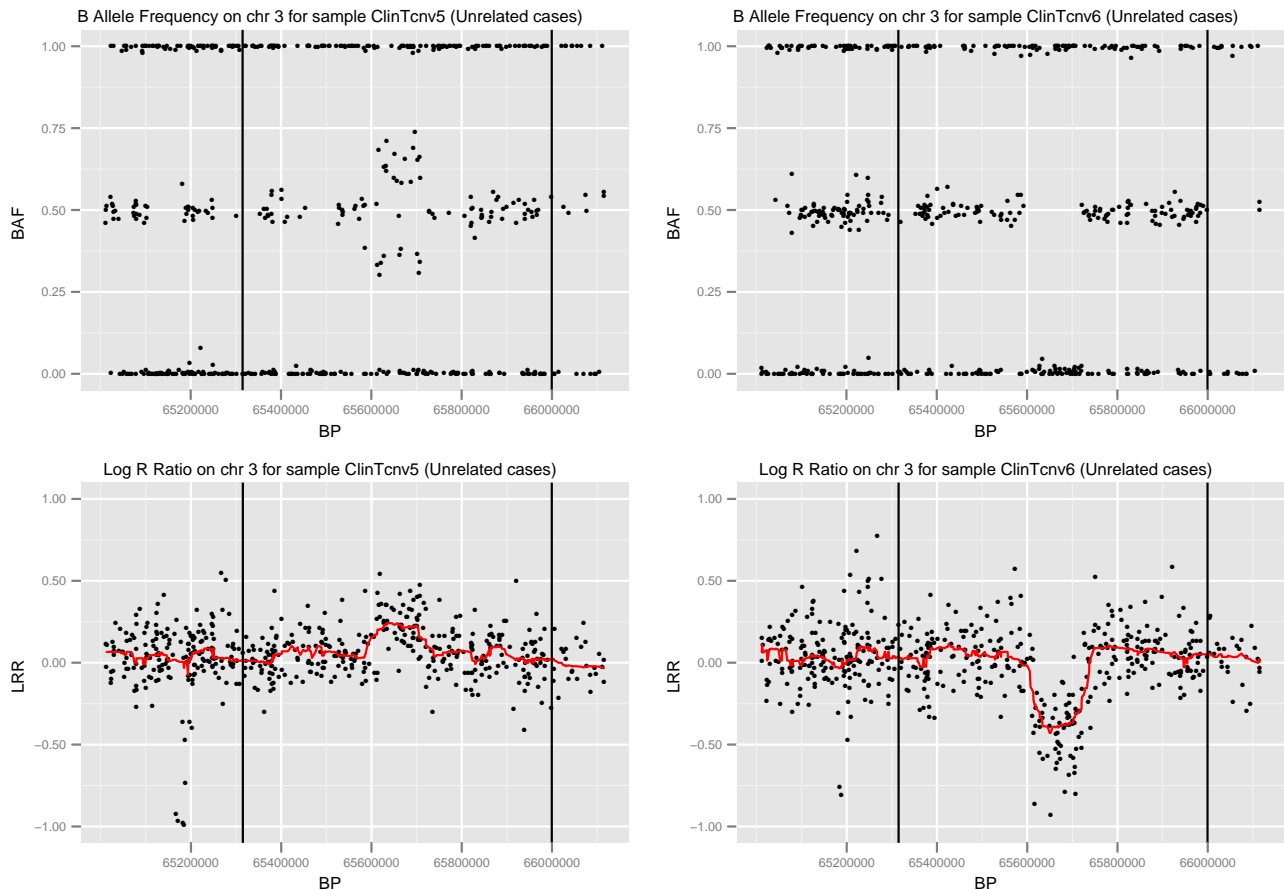 B Allele Frequency on chr 3 for sample ClinTcnv5 (Unrelated cases)
1.00
0.75
0.50
0.25
0.00
BAF
65200000 65400000 65600000 65800000 66000000
BP
B Allele Frequency on chr 3 for sample ClinTcnv6 (Unrelated cases)
1.00
0.75
0.50
0.25
0.00
BAF
65200000 65400000 65600000 65800000 66000000
BP
Log R Ratio on chr 3 for sample ClinTcnv5 (Unrelated cases)
1.00
0.50
0.00
−0.50
−1.00
LRR
65200000 65400000 65600000 65800000 66000000
BP
Log R Ratio on chr 3 for sample ClinTcnv6 (Unrelated cases)
1.00
0.50
0.00
−0.50
−1.00
LRR
65200000 65400000 65600000 65800000 66000000
BP